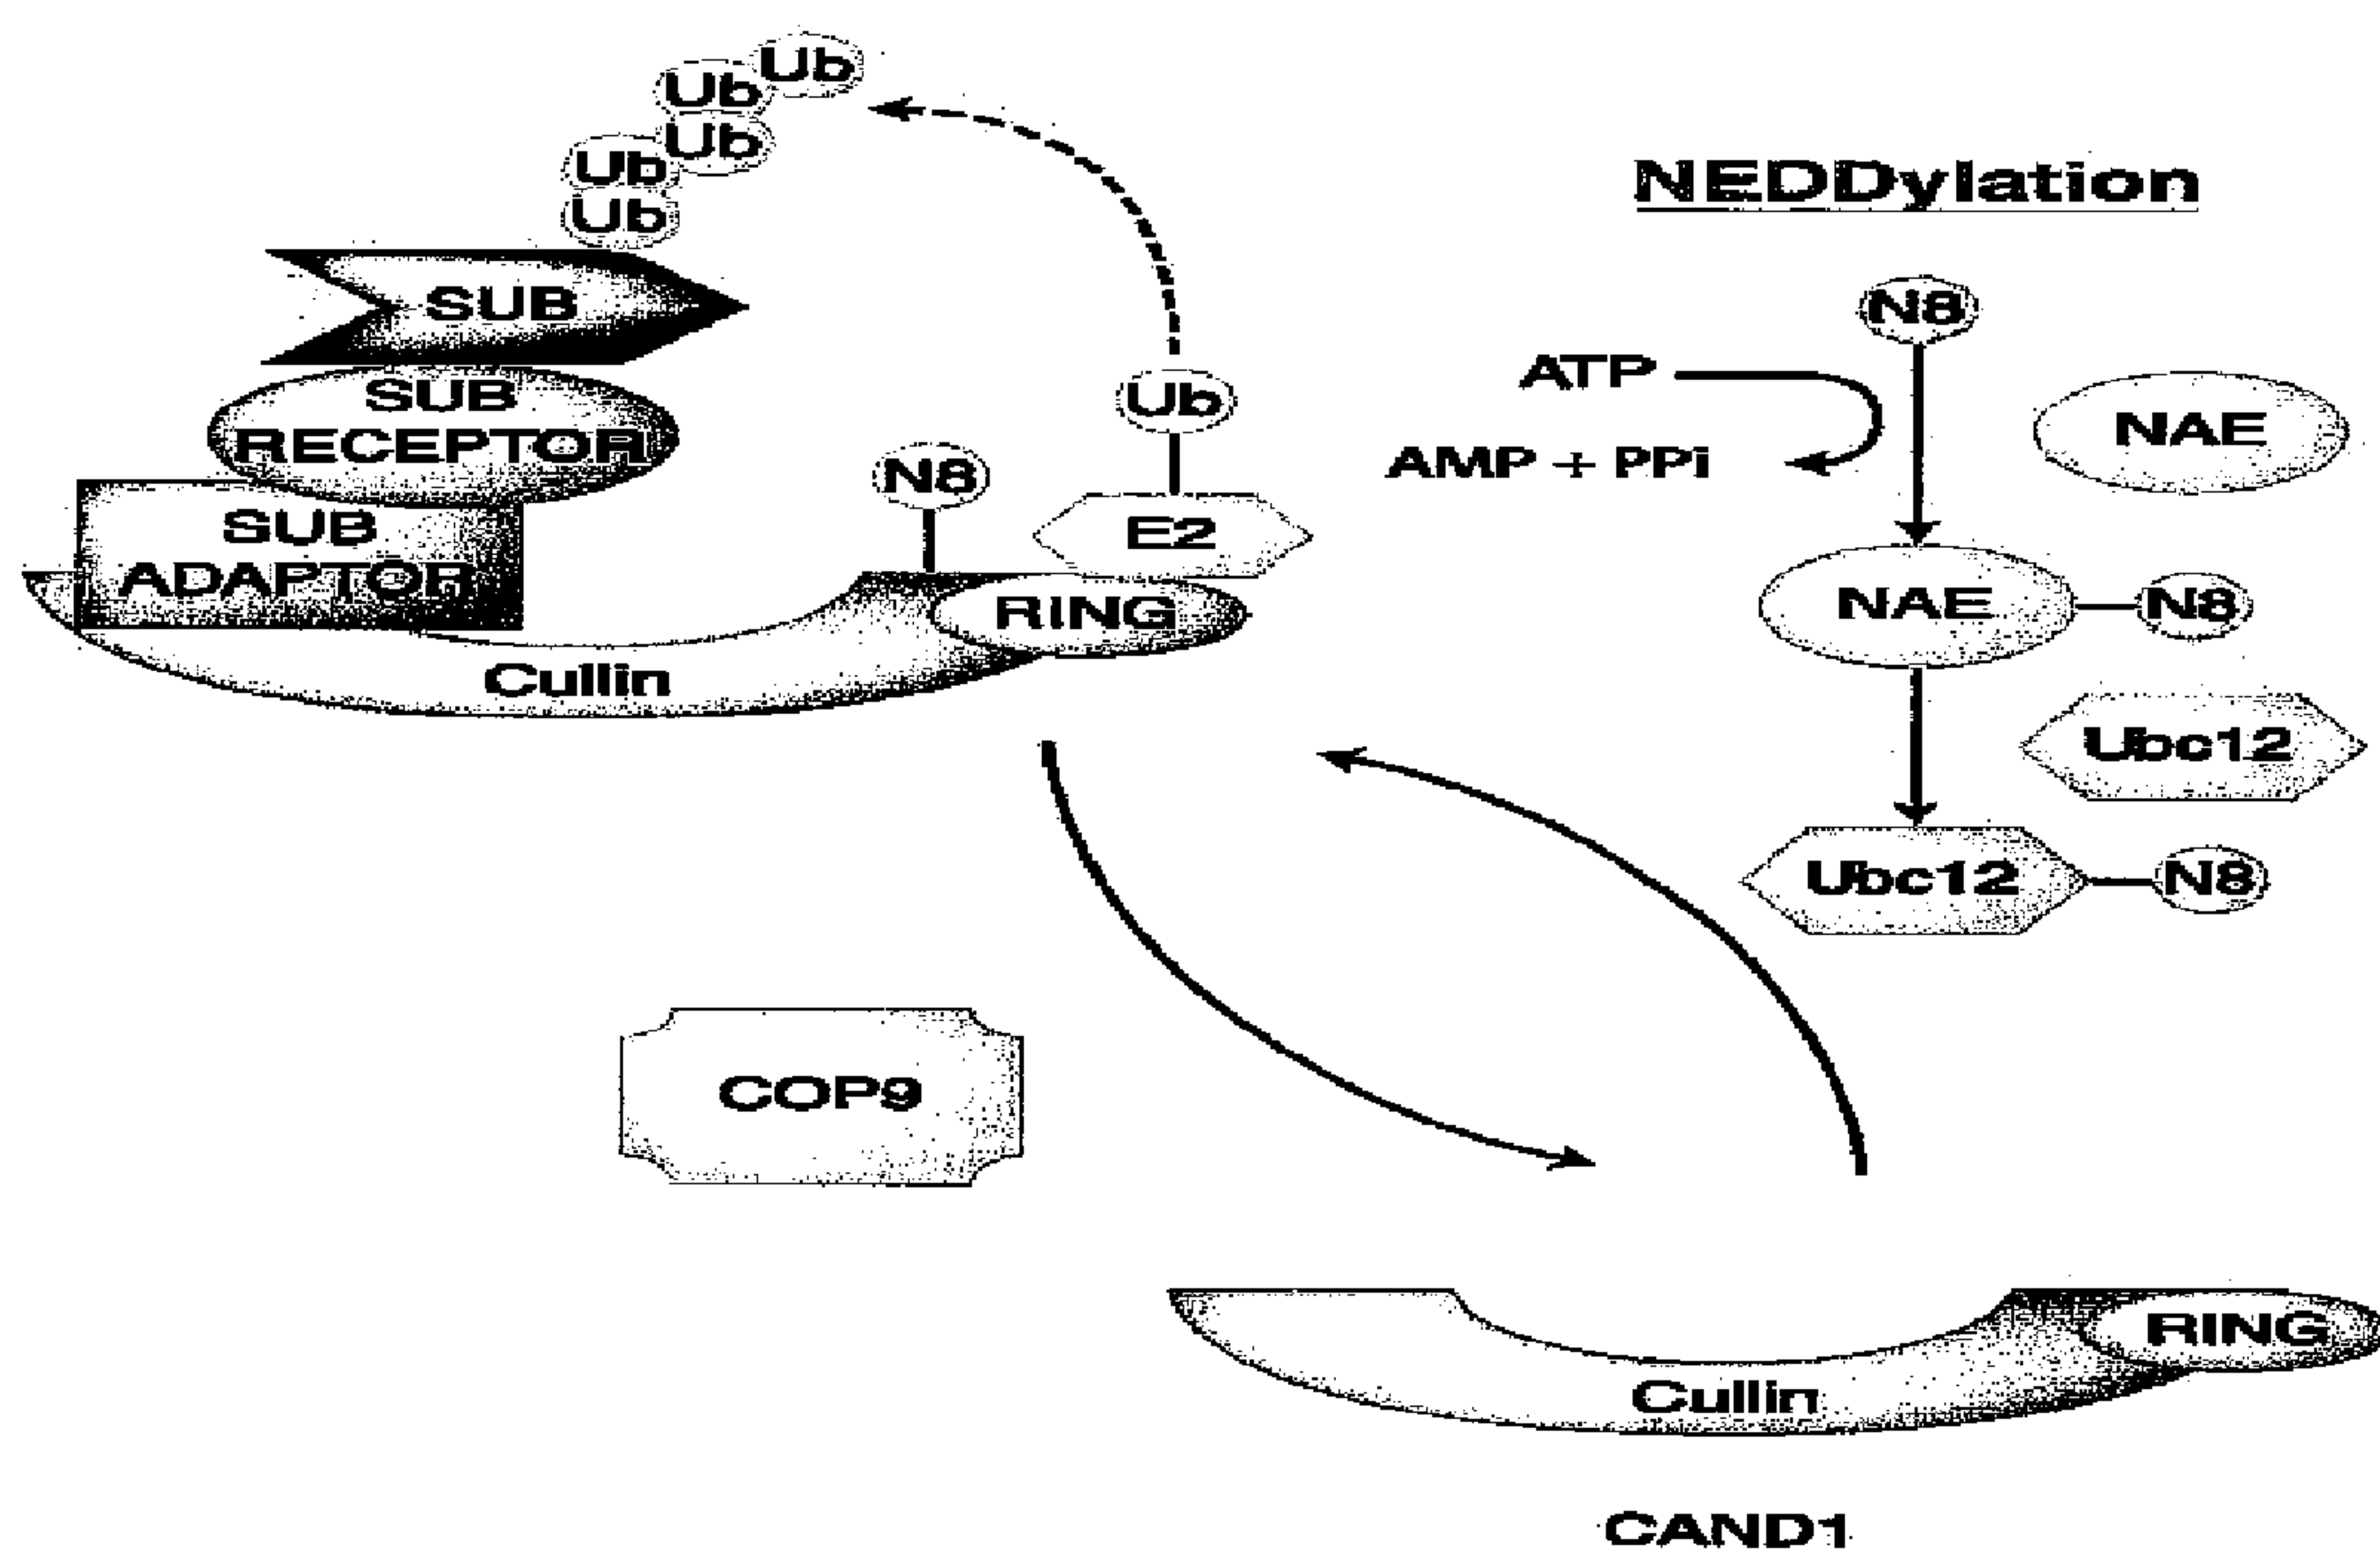 Ub
Ub
Ub
Ub
Ub
SUB
SUB
RECEPTOR
SUB
ADAPTOR
N8
Ub
E2
RING
Cullin
NEDDylation
N8
ATP
AMP + PPi
NAE
NAE
N8
Ubc12
Ubc12
N8
COP9
RING
Cullin
CAND1